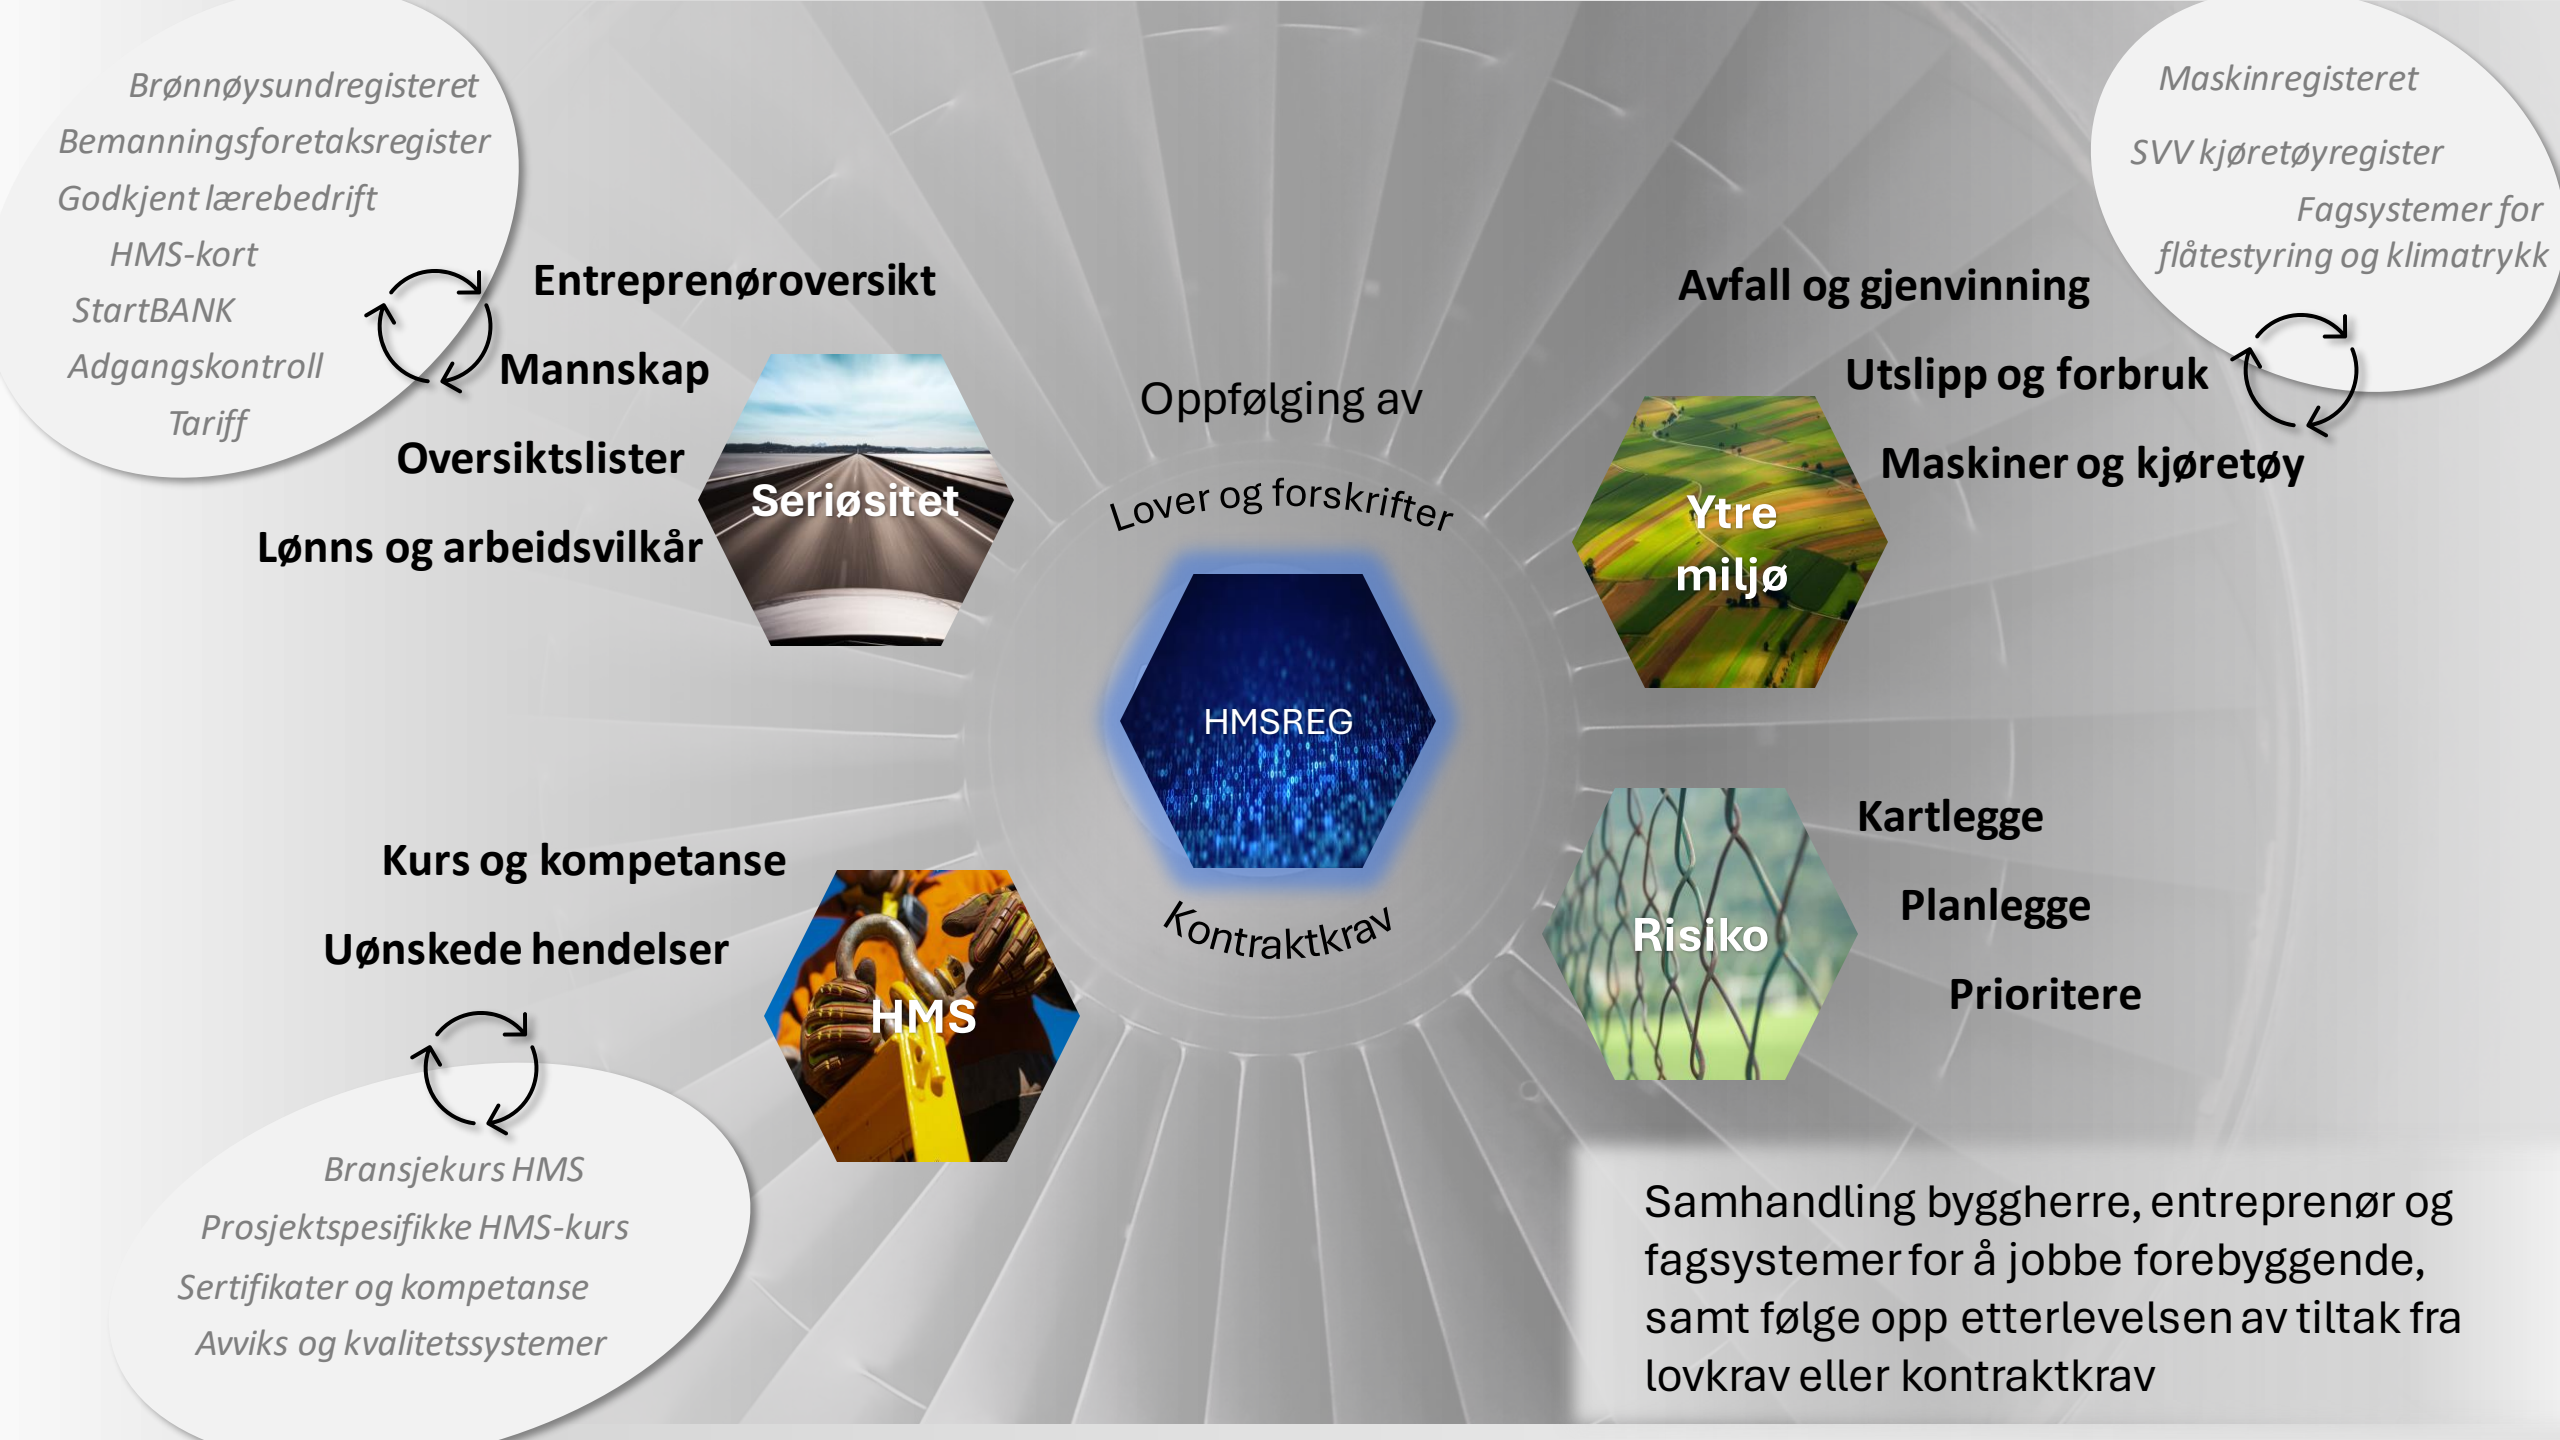 Brønnøysundregisteret
Bemanningsforetaksregister
Godkjent lærebedrift
HMS-kort
StartBANK
Adgangskontroll
Tariff
Entreprenøroversikt
Mannskap
Oversiktslister
Lønns og arbeidsvilkår
Seriøsitet
Oppfølging av
Lover og forskrifter
HMSREG
Kontraktkrav
Maskinregisteret
SVV kjøretøyregister
Fagsystemer for
flåtestyring og klimatrykk
Avfall og gjenvinning
Utslipp og forbruk
Maskiner og kjøretøy
Ytre
miljø
Kurs og kompetanse
Uønskede hendelser
HMS
Bransjekurs HMS
Prosjektspesifikke HMS-kurs
Sertifikater og kompetanse
Avviks og kvalitetssystemer
Kartlegge
Planlegge
Prioritere
Risiko
Samhandling byggherre, entreprenør og
fagsystemer for å jobbe forebyggende,
samt følge opp etterlevelsen av tiltak fra
lovkrav eller kontraktkrav